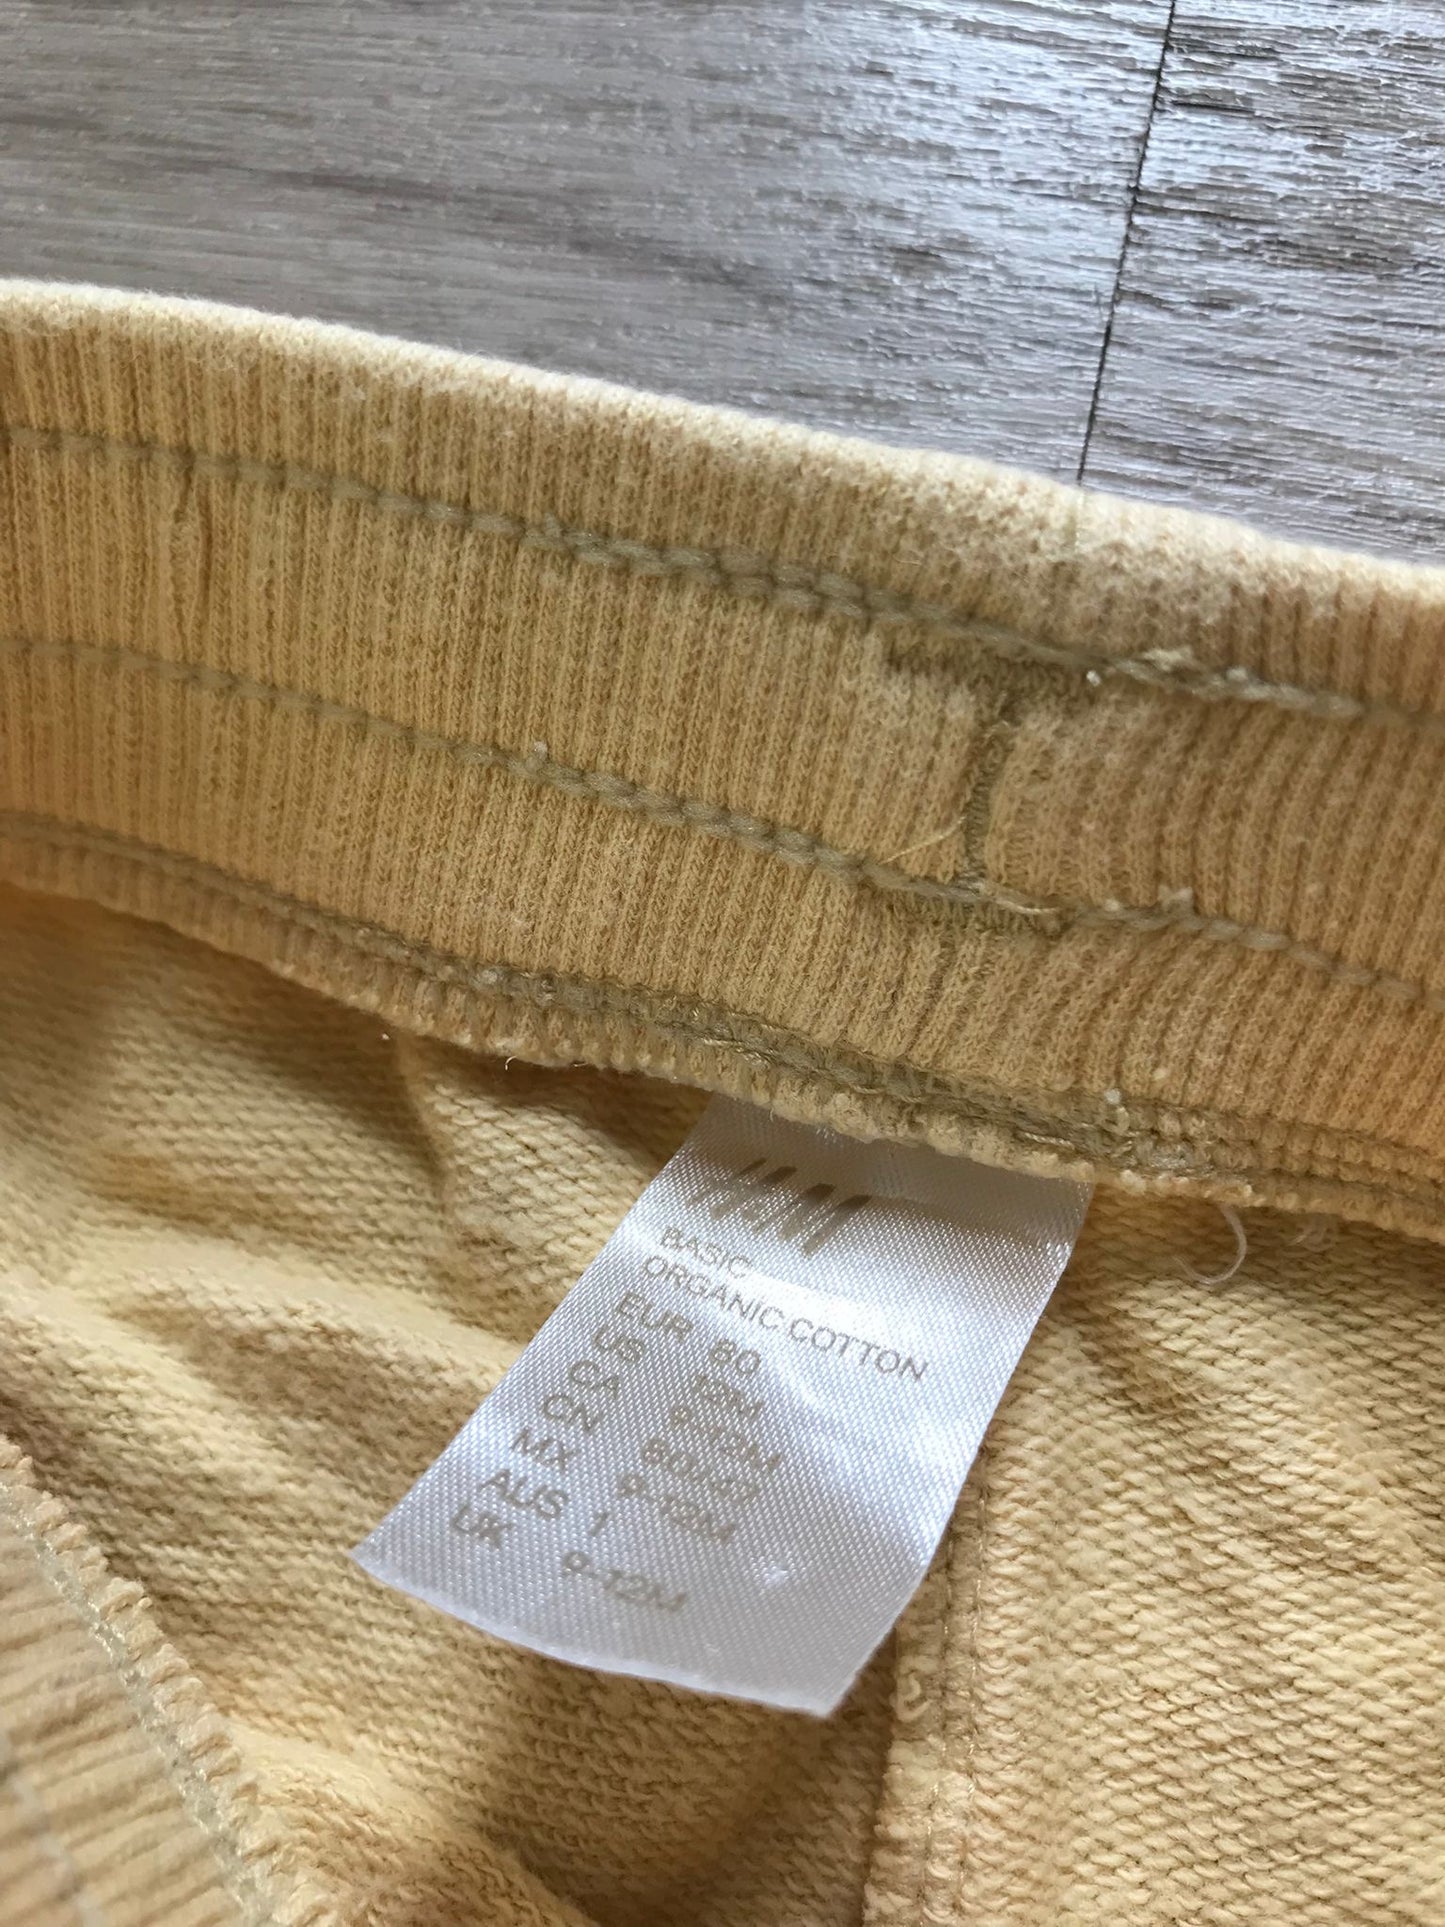 BASIC
ORGANIC COTTON
EUR 80
US 12M
CA 9-12M
CN 80/47
MX 9-12M
AUS 1
UK 9-12M